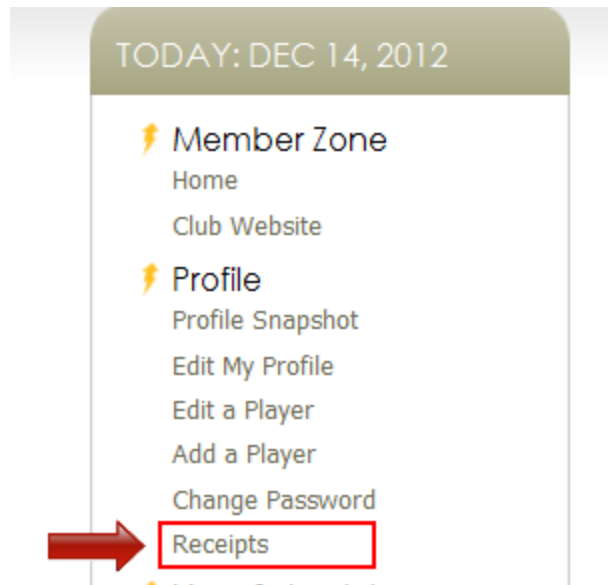 TODAY: DEC 14, 2012
Member Zone
Home
Club Website
Profile
Profile Snapshot
Edit My Profile
Edit a Player
Add a Player
Change Password
Receipts